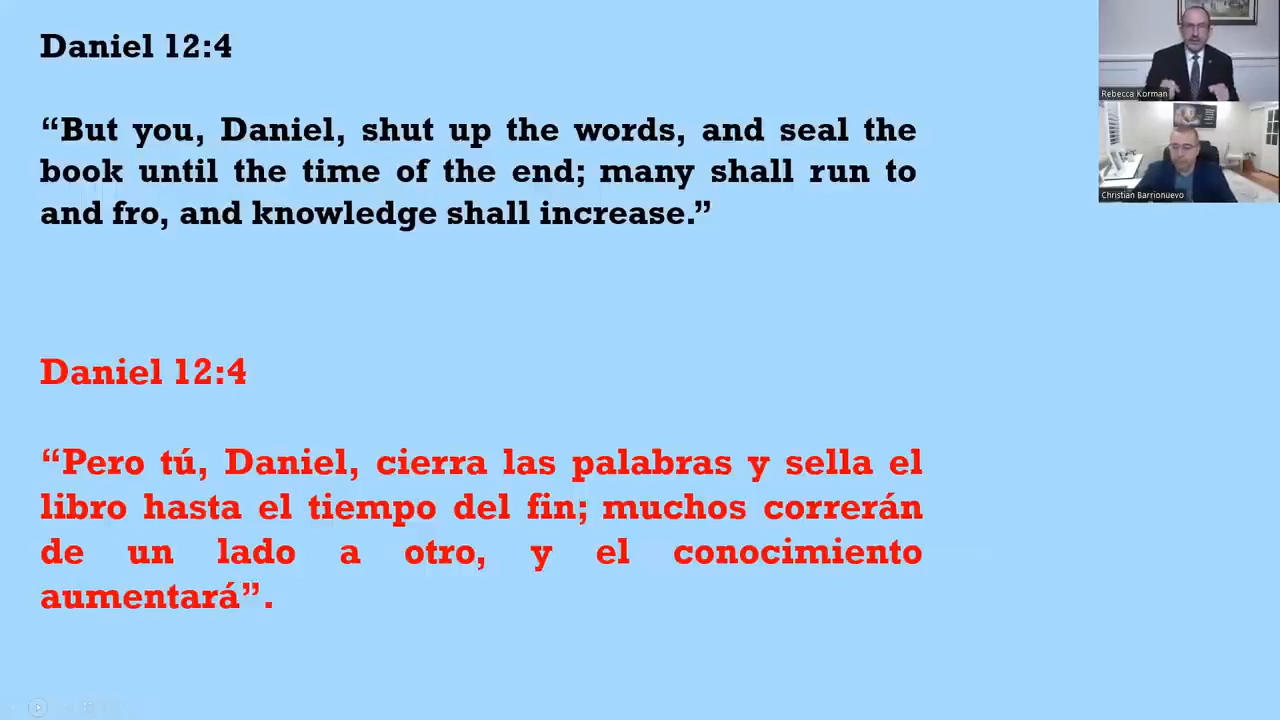 Daniel 12:4
“But you, Daniel, shut up the words, and seal the
book until the time of the end; many shall run to
and fro, and knowledge shall increase.”
Daniel 12:4
“Pero tú, Daniel, cierra las palabras y sella el
libro hasta el tiempo del fin; muchos correrán
de un lado a otro, y el conocimiento
aumentará”.
Rebecca Korman
Christian Barrionuevo